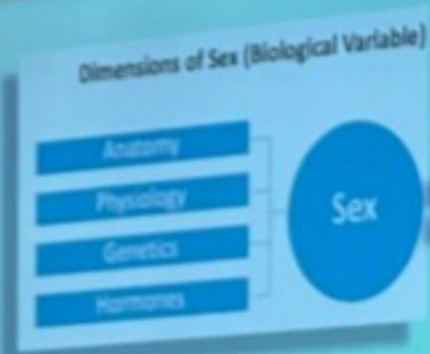 Dimensions of Sex (Biological Variable)
Anatomy
Physiology
Genetics
Hormones
Sex